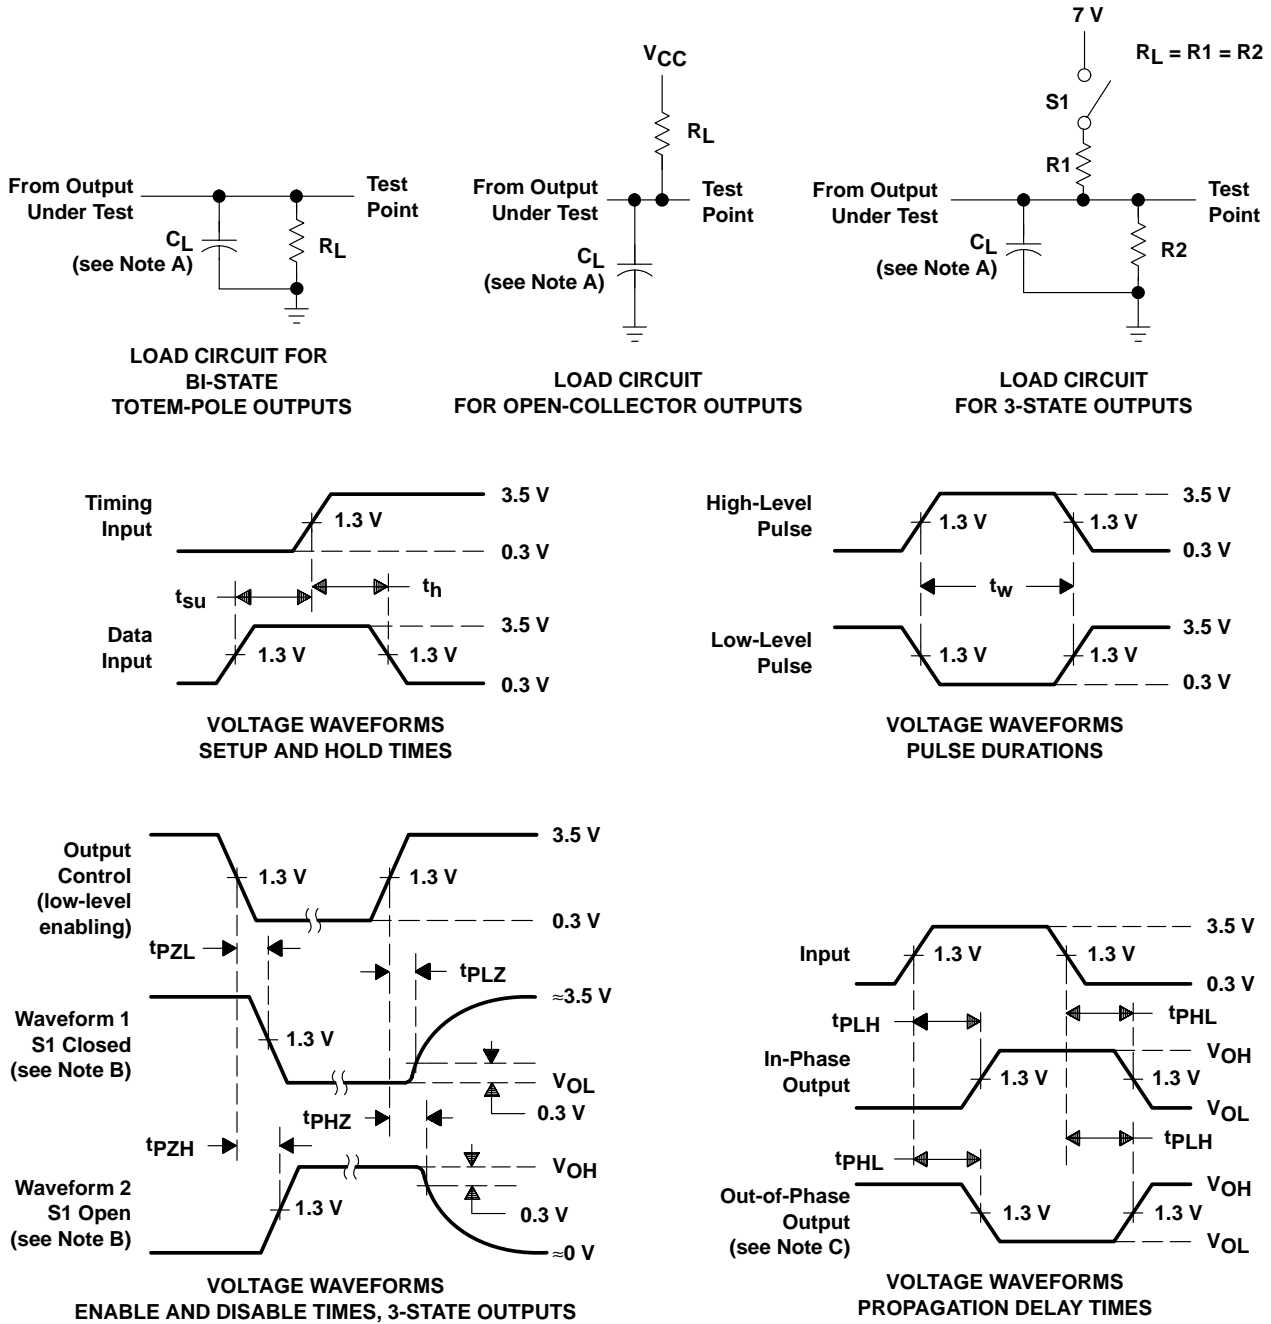 From Output
Under Test
Test
Point
CL
(see Note A)
RL
LOAD CIRCUIT FOR
BI-STATE
TOTEM-POLE OUTPUTS
VCC
RL
From Output
Under Test
Test
Point
CL
(see Note A)
LOAD CIRCUIT
FOR OPEN-COLLECTOR OUTPUTS
7 V
RL = R1 = R2
S1
R1
From Output
Under Test
Test
Point
CL
(see Note A)
R2
LOAD CIRCUIT
FOR 3-STATE OUTPUTS
Timing
Input
1.3 V
3.5 V
0.3 V
tsu
th
Data
Input
1.3 V
1.3 V
3.5 V
0.3 V
VOLTAGE WAVEFORMS
SETUP AND HOLD TIMES
High-Level
Pulse
1.3 V
1.3 V
3.5 V
0.3 V
tw
Low-Level
Pulse
1.3 V
1.3 V
3.5 V
0.3 V
VOLTAGE WAVEFORMS
PULSE DURATIONS
Output
Control
(low-level
enabling)
1.3 V
1.3 V
3.5 V
0.3 V
tPZL
tPLZ
Waveform 1
S1 Closed
(see Note B)
1.3 V
≈3.5 V
VOL
0.3 V
tPHZ
tPZH
Waveform 2
S1 Open
(see Note B)
1.3 V
VOH
0.3 V
≈0 V
VOLTAGE WAVEFORMS
ENABLE AND DISABLE TIMES, 3-STATE OUTPUTS
Input
1.3 V
1.3 V
3.5 V
0.3 V
tPLH
tPHL
In-Phase
Output
1.3 V
1.3 V
VOH
VOL
tPHL
tPLH
Out-of-Phase
Output
(see Note C)
1.3 V
1.3 V
VOH
VOL
VOLTAGE WAVEFORMS
PROPAGATION DELAY TIMES